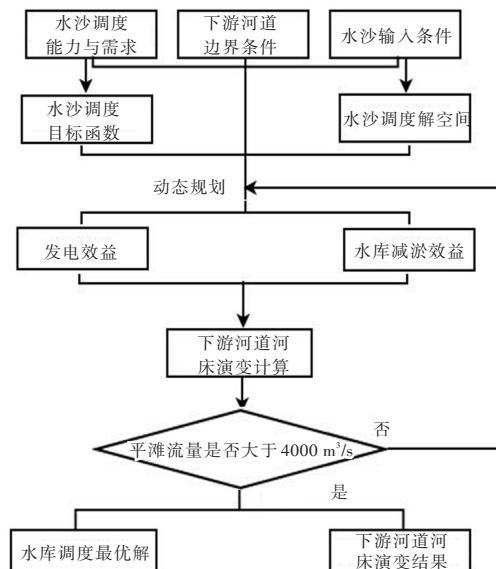 水沙调度
能力与需求
下游河道
边界条件
水沙输入条件
水沙调度
目标函数
水沙调度解空间
动态规划
发电效益
水库减淤效益
下游河道河
床演变计算
平滩流量是否大于4000 m³/s
否
是
水库调度最优解
下游河道河
床演变结果